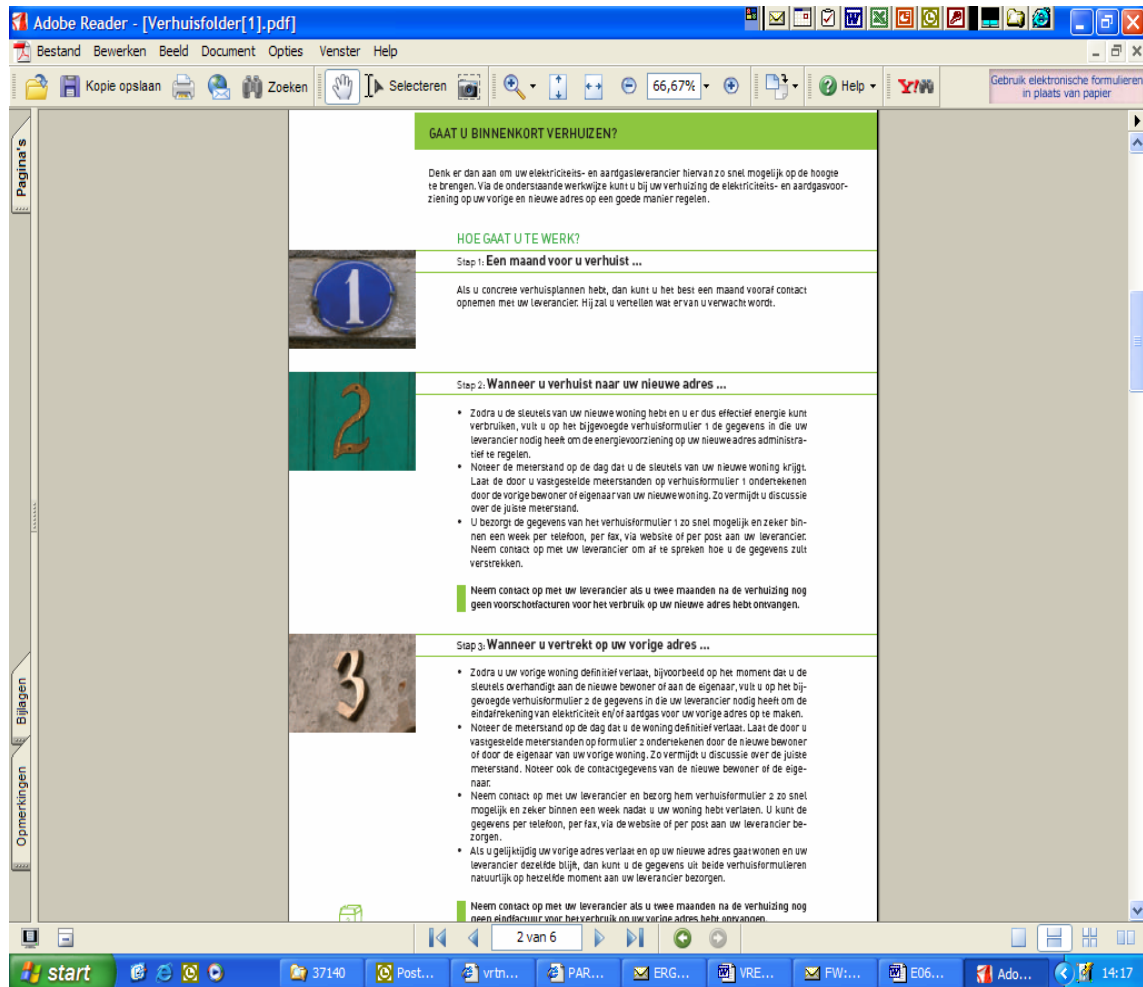 Adobe Reader - [Verhuisfolder[1].pdf]
Bestand Bewerken Beeld Document Opties Venster Help
Kopie opslaan Zoeken Selecteren 66,67% Help Y!
Gebruik elektronische formulieren
in plaats van papier
Pagina's
Bijlagen
Opmerkingen
GAAT U BINNENKORT VERHUIZEN?
Denk er dan aan om uw elektriciteits- en aardgasleverancier hiervan zo snel mogelijk op de hoogte
te brengen. Via de onderstaande werkwijze kunt u bij uw verhuizing de elektriciteits- en aardgasvoor-
ziening op uw vorige en nieuwe adres op een goede manier regelen.
HOE GAAT U TE WERK?
1
Stap 1: Een maand voor u verhuist ...
Als u concrete verhuisplannen hebt, dan kunt u het best een maand vooraf contact
opnemen met uw leverancier. Hij zal u vertellen wat er van u verwacht wordt.
2
Stap 2: Wanneer u verhuist naar uw nieuwe adres ...
• Zodra u de sleutels van uw nieuwe woning hebt en u er dus effectief energie kunt
verbruiken, vult u op het bijgevoegde verhuisformulier 1 de gegevens in die uw
leverancier nodig heeft om de energievoorziening op uw nieuwe adres administra-
tief te regelen.
• Noteer de meterstand op de dag dat u de sleutels van uw nieuwe woning krijgt.
Laat de door u vastgestelde meterstanden op verhuisformulier 1 ondertekenen
door de vorige bewoner of eigenaar van uw nieuwe woning. Zo vermijdt u discussie
over de juiste meterstand.
• U bezorgt de gegevens van het verhuisformulier 1 zo snel mogelijk en zeker bin-
nen een week per telefoon, per fax, via website of per post aan uw leverancier.
Neem contact op met uw leverancier om af te spreken hoe u de gegevens zult
verstrekken.
Neem contact op met uw leverancier als u twee maanden na de verhuizing nog
geen voorschotfacturen voor het verbruik op uw nieuwe adres hebt ontvangen.
3
Stap 3: Wanneer u vertrekt op uw vorige adres ...
• Zodra u uw vorige woning definitief verlaat, bijvoorbeeld op het moment dat u de
sleutels overhandigt aan de nieuwe bewoner of aan de eigenaar, vult u op het bij-
gevoegde verhuisformulier 2 de gegevens in die uw leverancier nodig heeft om de
eindafrekening van elektriciteit en/of aardgas voor uw vorige adres op te maken.
• Noteer de meterstand op de dag dat u de woning definitief verlaat. Laat de door u
vastgestelde meterstanden op formulier 2 ondertekenen door de nieuwe bewoner
of door de eigenaar van uw vorige woning. Zo vermijdt u discussie over de juiste
meterstand. Noteer ook de contactgegevens van de nieuwe bewoner of de eige-
naar.
• Neem contact op met uw leverancier en bezorg hem verhuisformulier 2 zo snel
mogelijk en zeker binnen een week nadat u uw woning hebt verlaten. U kunt de
gegevens per telefoon, per fax, via de website of per post aan uw leverancier be-
zorgen.
• Als u gelijktijdig uw vorige adres verlaat en op uw nieuwe adres gaat wonen en uw
leverancier dezelfde blijft, dan kunt u de gegevens uit beide verhuisformulieren
natuurlijk op hetzelfde moment aan uw leverancier bezorgen.
Neem contact op met uw leverancier als u twee maanden na de verhuizing nog
geen eindfactuur voor het verbruik op uw vorige adres hebt ontvangen.
2 van 6
start 37140 Post... vrtn... PAR... ERG... VRE... FW:... E06... Ado... 14:17